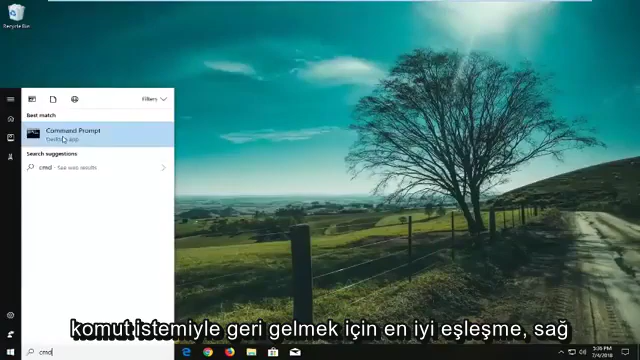 Recycle Bin
Filters
Best match
Command Prompt
Desktop app
Search suggestions
cmd - See web results
komut istemiyle geri gelmek için en iyi eşleşme, sağ
cmd
5:36 PM
7/4/2018